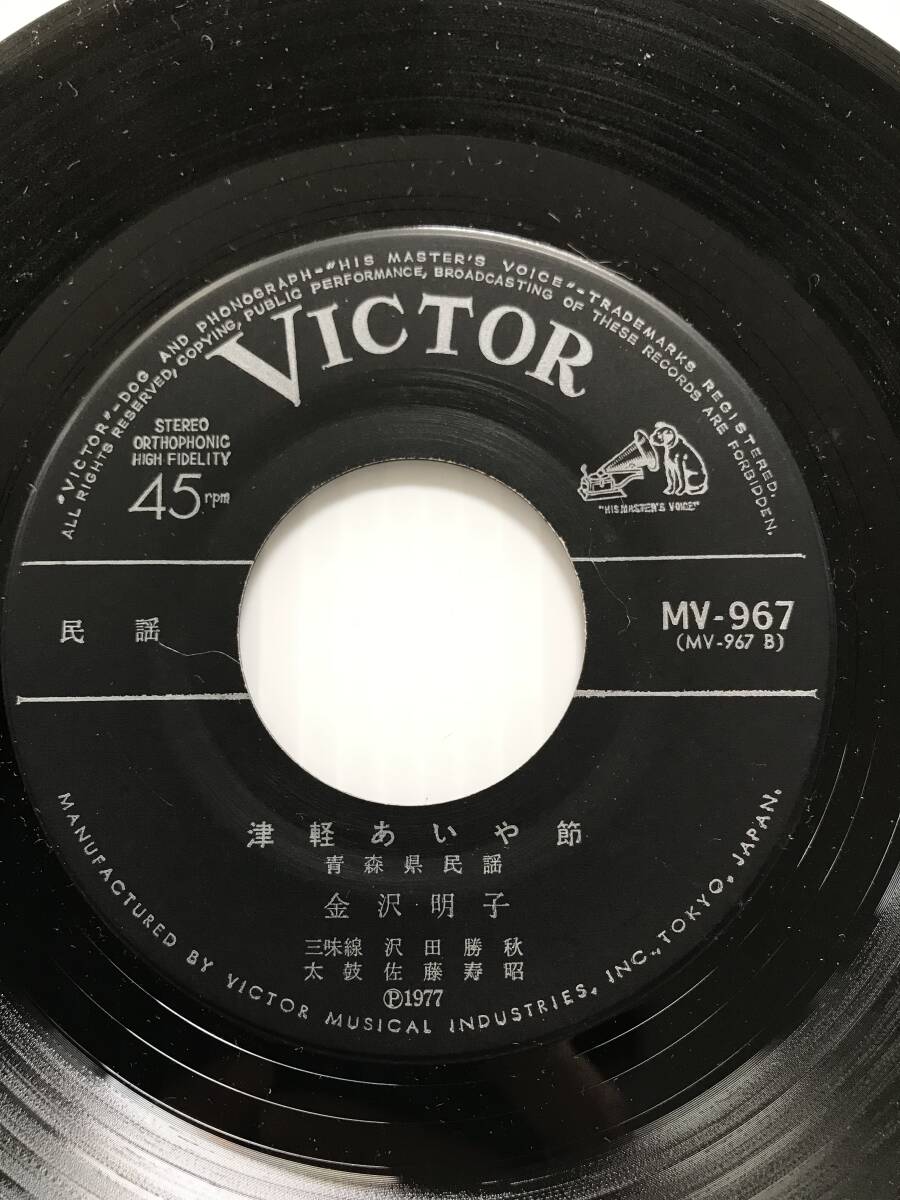 "VICTOR"-DOG AND PHONOGRAPH-"HIS MASTER'S VOICE"-TRADEMARKS REGISTERED.
ALL RIGHTS RESERVED, COPYING, PUBLIC PERFORMANCE, BROADCASTING OF THESE RECORDS ARE FORBIDDEN.
VICTOR
STEREO
ORTHOPHONIC
HIGH FIDELITY
45 rpm
"HIS MASTER'S VOICE"
民謡
MV-967
(MV-967 B)
津軽あいや節
青森県民謡
金沢明子
三味線 沢田勝秋
太鼓 佐藤寿昭
Ⓟ1977
MANUFACTURED BY VICTOR MUSICAL INDUSTRIES, INC., TOKYO, JAPAN.